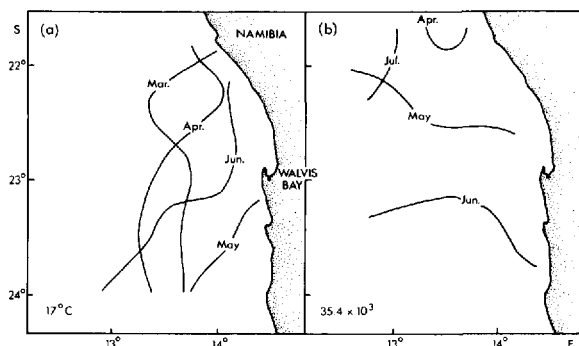 S
(a)
NAMIBIA
(b)
Apr.
22°
Mar.
Jul.
Apr.
May
23°
Jun.
WALVIS
BAY
Jun.
May
24°
17°C
35.4 x 10³
13°
14°
13°
14°
E